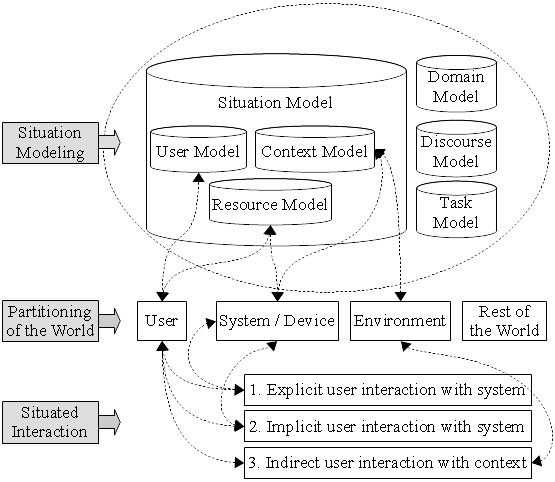 Situation Model
Domain
Model
Situation
Modeling
User Model
Context Model
Discourse
Model
Resource Model
Task
Model
Partitioning
of the World
User
System / Device
Environment
Rest of
the World
1. Explicit user interaction with system
Situated
Interaction
2. Implicit user interaction with system
3. Indirect user interaction with context